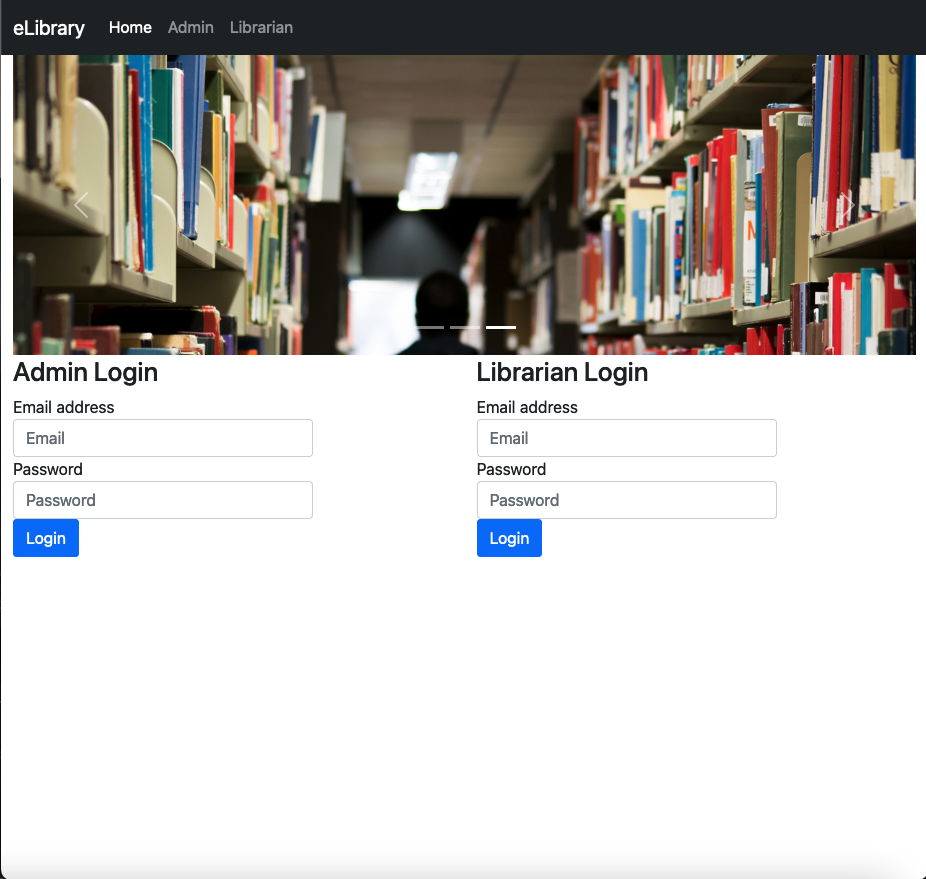 eLibrary Home Admin Librarian
Admin Login
Email address
Email
Password
Password
Login
Librarian Login
Email address
Email
Password
Password
Login